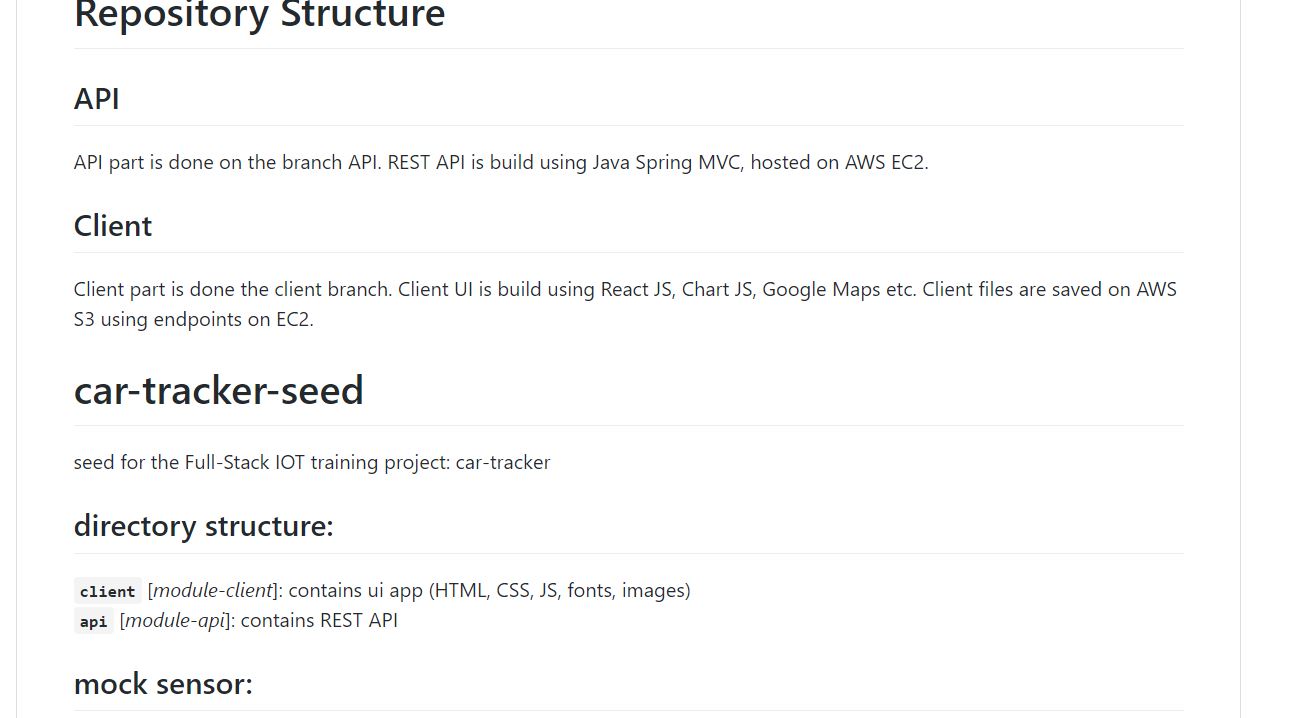 Repository Structure
API
API part is done on the branch API. REST API is build using Java Spring MVC, hosted on AWS EC2.
Client
Client part is done the client branch. Client UI is build using React JS, Chart JS, Google Maps etc. Client files are saved on AWS
S3 using endpoints on EC2.
car-tracker-seed
seed for the Full-Stack IOT training project: car-tracker
directory structure:
client [module-client]: contains ui app (HTML, CSS, JS, fonts, images)
api [module-api]: contains REST API
mock sensor: